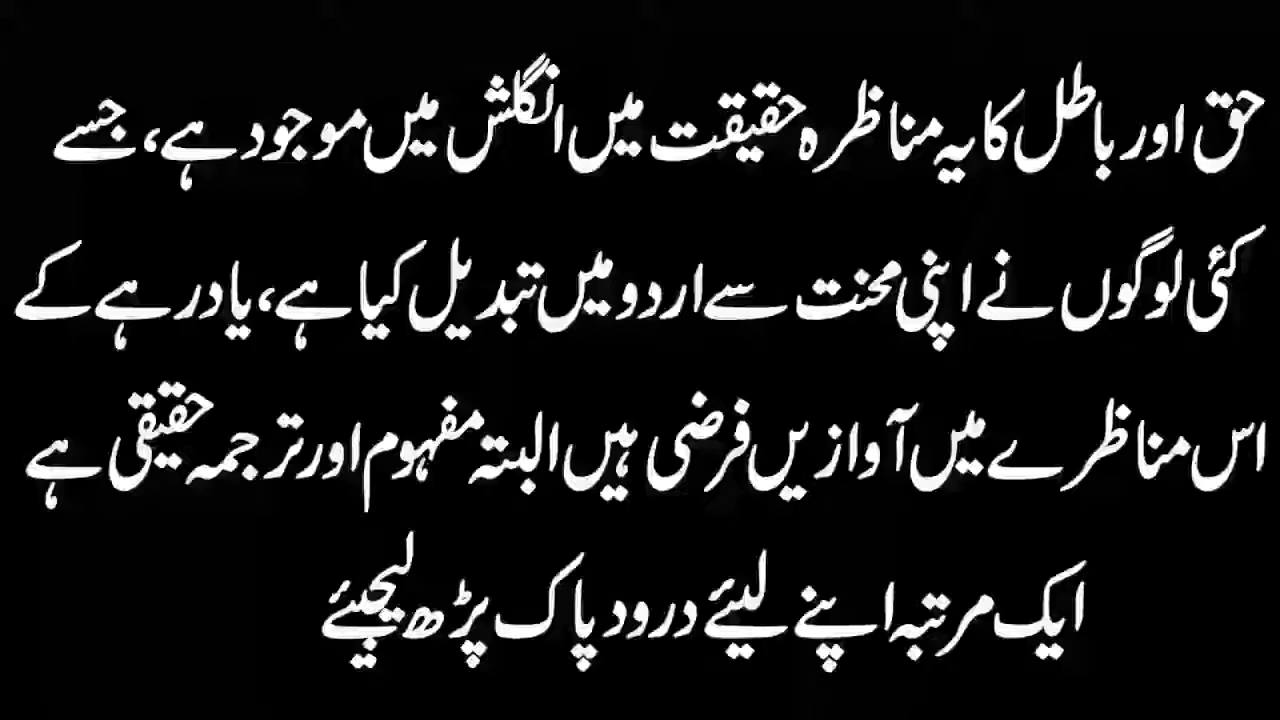 حق اور باطل کا یہ مناظرہ حقیقت میں انگلش میں موجود ہے، جسے
کئی لوگوں نے اپنی محنت سے اردو میں تبدیل کیا ہے، یاد رہے کے
اس مناظرے میں آوازیں فرضی ہیں البتہ مفہوم اور ترجمہ حقیقی ہے
ایک مرتبہ اپنے لیئے درود پاک پڑھ لیجیئے